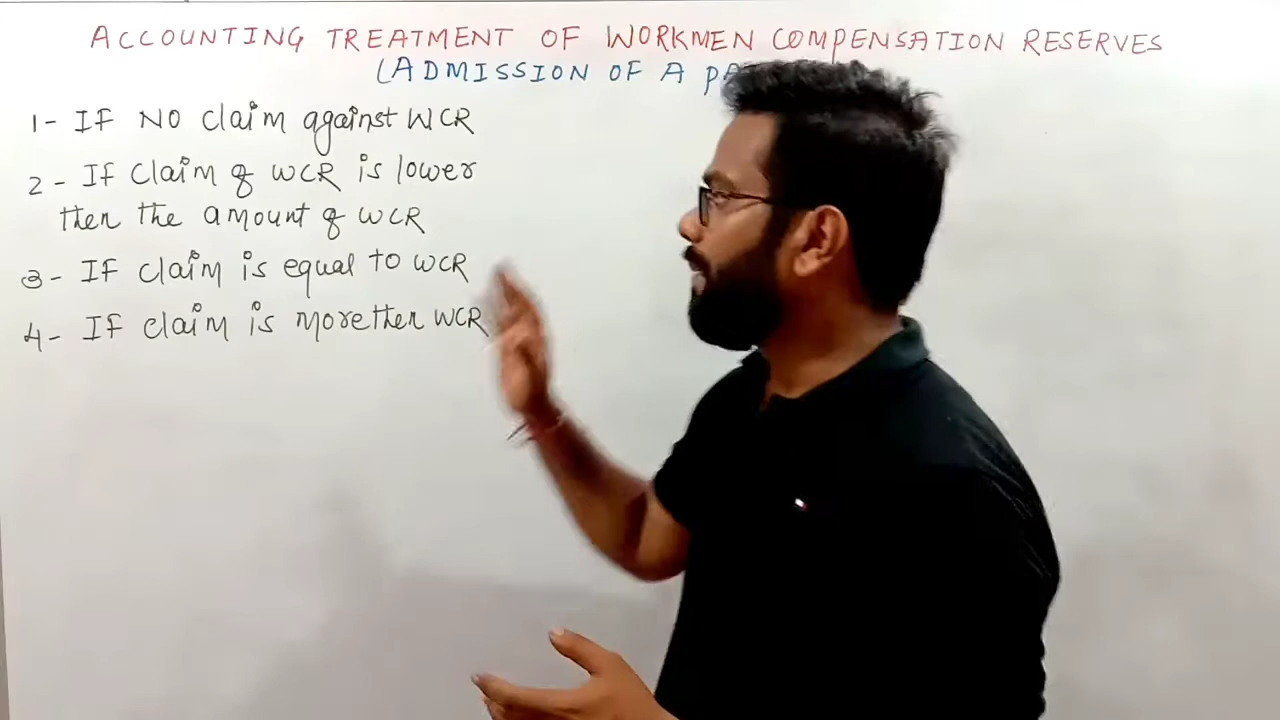 ACCOUNTING TREATMENT OF WORKMEN COMPENSATION RESERVES
(ADMISSION OF A
1- IF NO claim against WCR
2- IF claim of WCR is lower
then the amount of WCR
3- IF claim is equal to WCR
4- IF claim is more then WCR